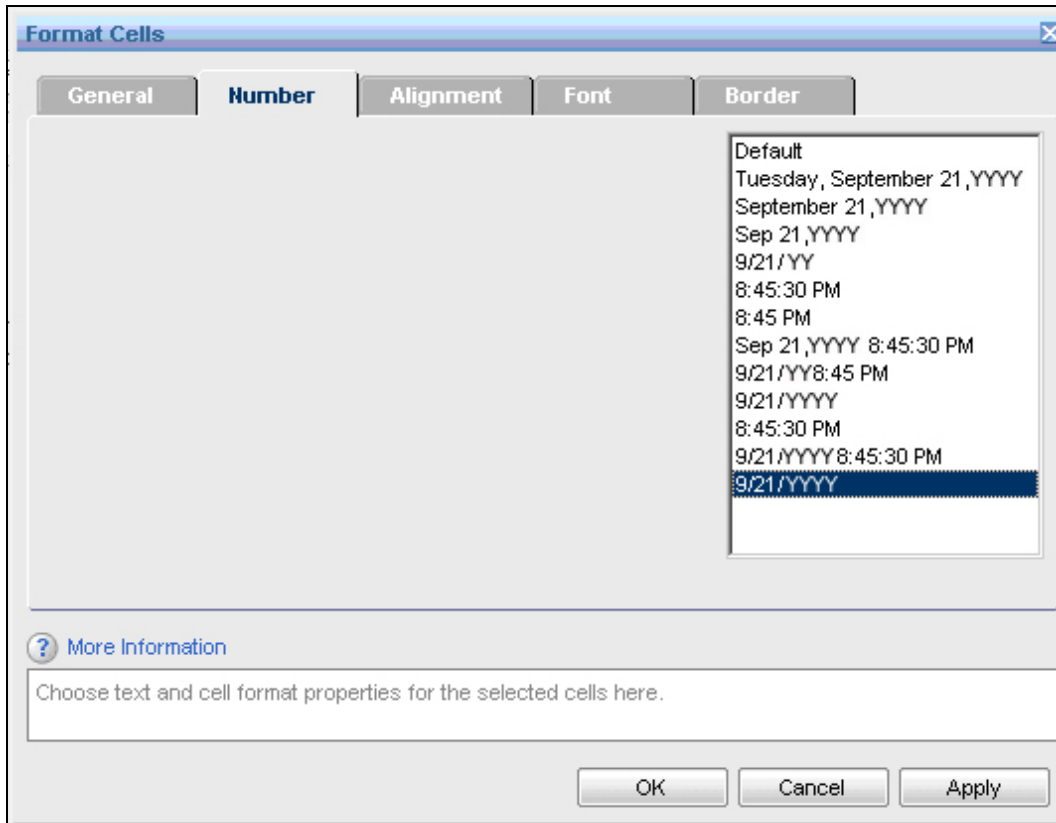 Format Cells
General Number Alignment Font Border
Default
Tuesday, September 21,YYYY
September 21,YYYY
Sep 21,YYYY
9/21/YY
8:45:30 PM
8:45 PM
Sep 21,YYYY 8:45:30 PM
9/21/YY8:45 PM
9/21/YYYY
8:45:30 PM
9/21/YYYY8:45:30 PM
9/21/YYYY
? More Information
Choose text and cell format properties for the selected cells here.
OK Cancel Apply